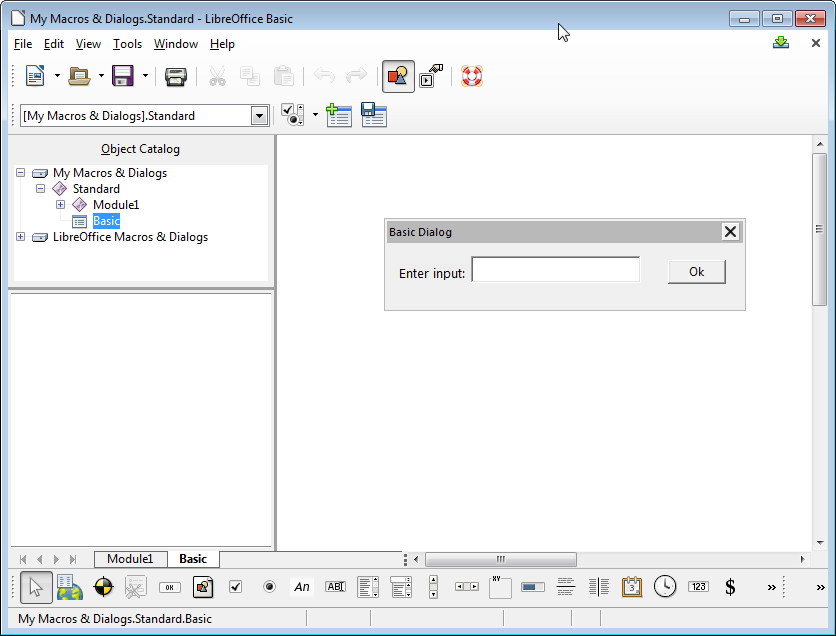 My Macros & Dialogs.Standard - LibreOffice Basic
File Edit View Tools Window Help
[My Macros & Dialogs].Standard
Object Catalog
My Macros & Dialogs
Standard
Module1
Basic
LibreOffice Macros & Dialogs
Basic Dialog
Enter input:
Ok
Module1 Basic
OK An ABI XY 3 123 $ » »
My Macros & Dialogs.Standard.Basic